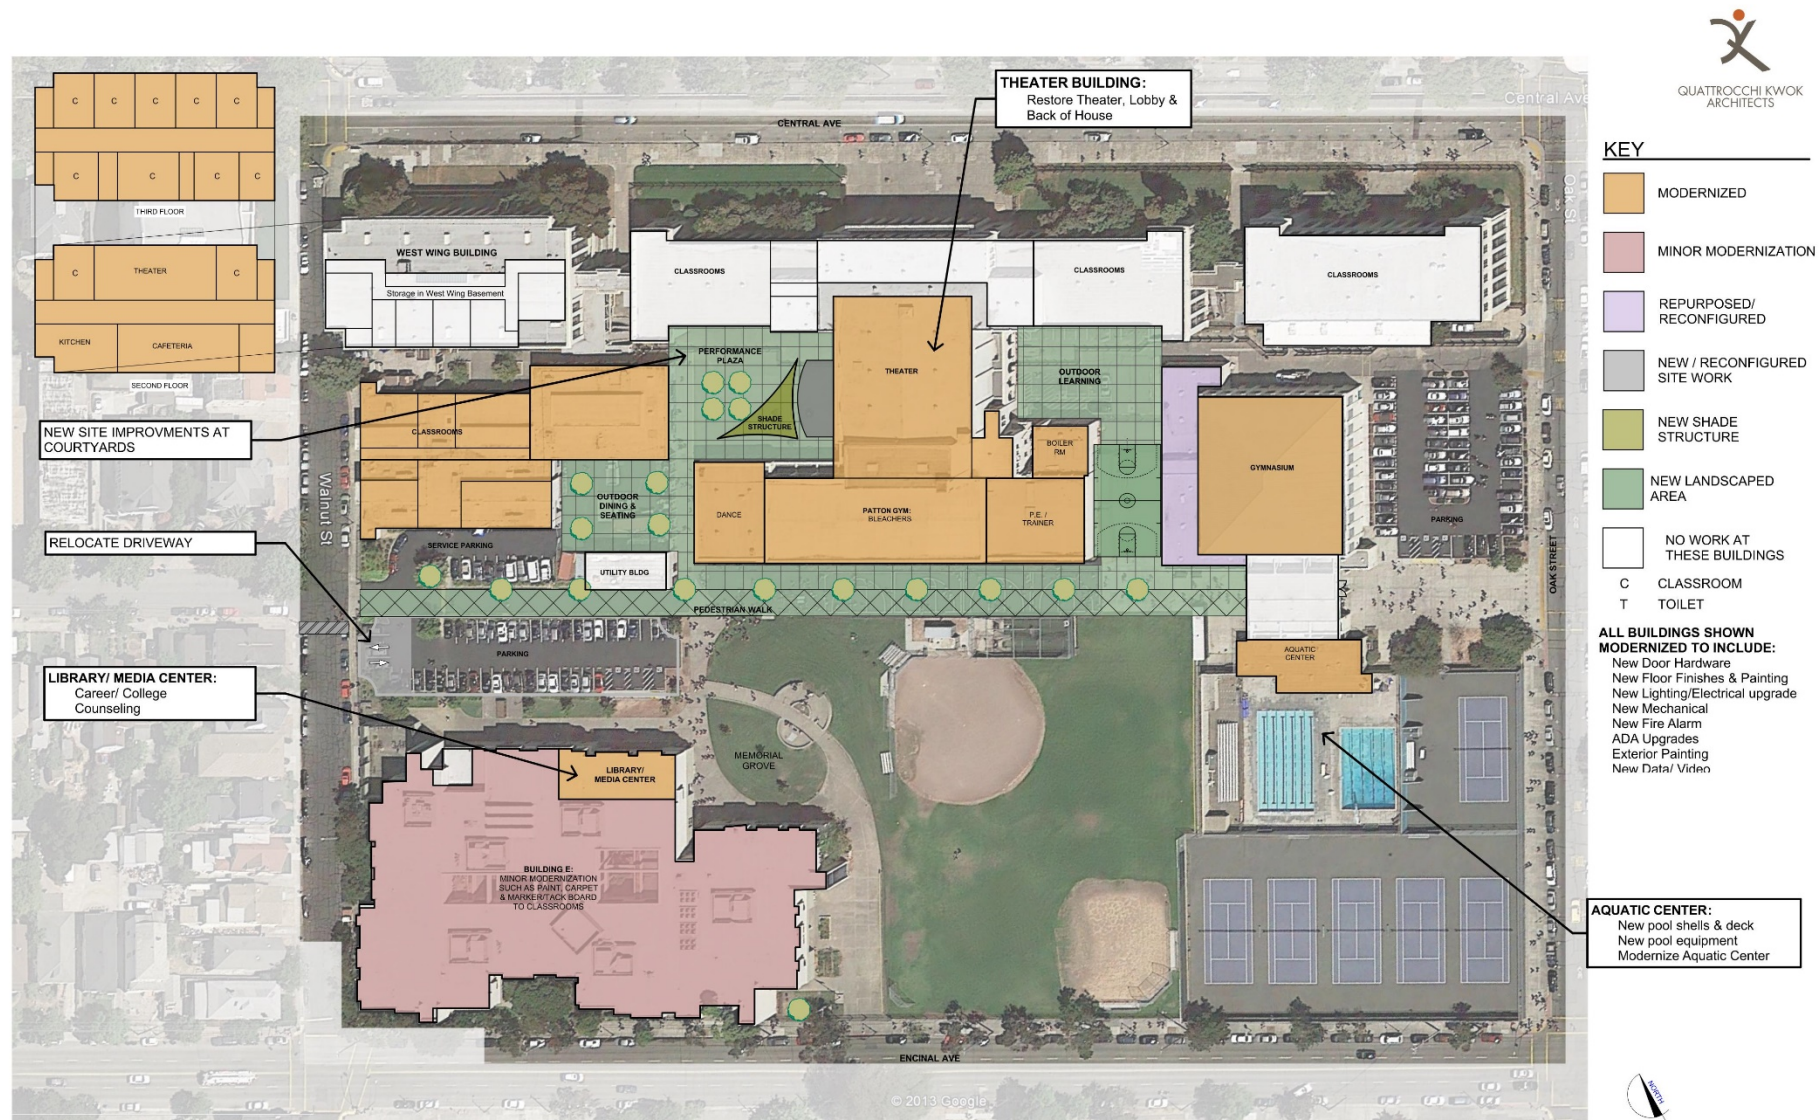 QUATTROCCHI KWOK
ARCHITECTS
KEY
MODERNIZED
MINOR MODERNIZATION
REPURPOSED/
RECONFIGURED
NEW / RECONFIGURED
SITE WORK
NEW SHADE
STRUCTURE
NEW LANDSCAPED
AREA
NO WORK AT
THESE BUILDINGS
C CLASSROOM
T TOILET
ALL BUILDINGS SHOWN
MODERNIZED TO INCLUDE:
New Door Hardware
New Floor Finishes & Painting
New Lighting/Electrical upgrade
New Mechanical
New Fire Alarm
ADA Upgrades
Exterior Painting
New Data/ Video
C C C C C
C C C C
THIRD FLOOR
C THEATER C
KITCHEN CAFETERIA
SECOND FLOOR
THEATER BUILDING:
Restore Theater, Lobby &
Back of House
Central Ave
CENTRAL AVE
Oak St
WEST WING BUILDING
Storage in West Wing Basement
CLASSROOMS
CLASSROOMS
CLASSROOMS
PERFORMANCE
PLAZA
THEATER
OUTDOOR
LEARNING
SHADE
STRUCTURE
NEW SITE IMPROVMENTS AT
COURTYARDS
CLASSROOMS
BOILER
RM
GYMNASIUM
Walnut St
OUTDOOR
DINING &
SEATING
DANCE
PATTON GYM:
BLEACHERS
P.E. /
TRAINER
PARKING
OAK STREET
RELOCATE DRIVEWAY
SERVICE PARKING
UTILITY BLDG
PEDESTRIAN WALK
PARKING
AQUATIC
CENTER
LIBRARY/ MEDIA CENTER:
Career/ College
Counseling
LIBRARY/
MEDIA CENTER
MEMORIAL
GROVE
BUILDING E:
MINOR MODERNIZATION
SUCH AS PAINT, CARPET
& MARKER/TACK BOARD
TO CLASSROOMS
AQUATIC CENTER:
New pool shells & deck
New pool equipment
Modernize Aquatic Center
ENCINAL AVE
© 2013 Google
NORTH